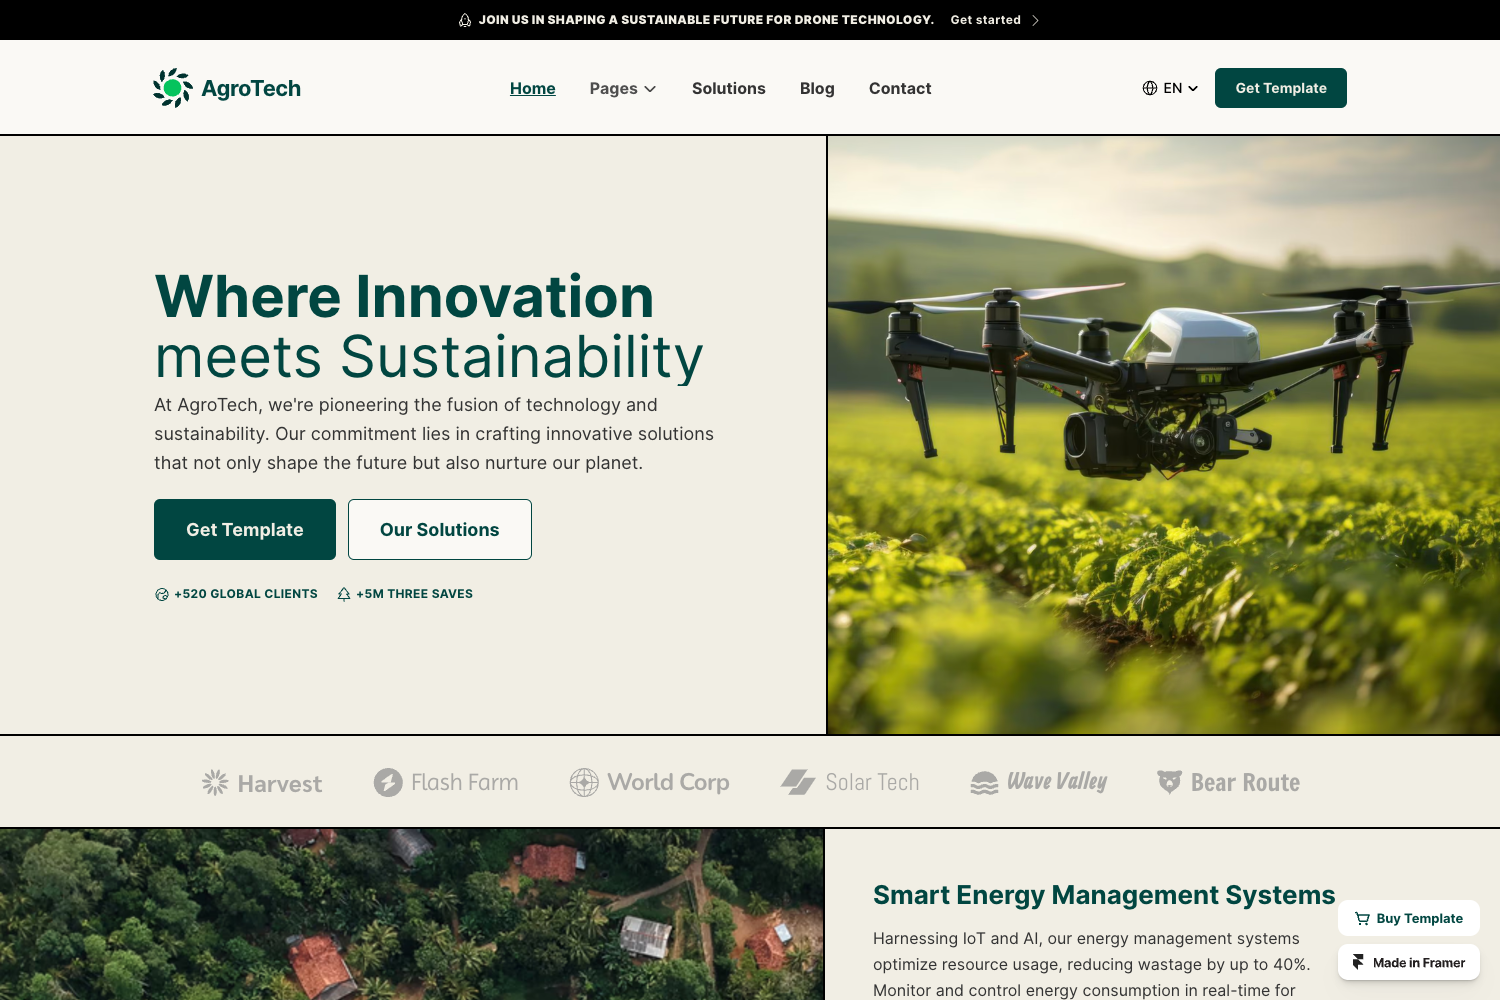 JOIN US IN SHAPING A SUSTAINABLE FUTURE FOR DRONE TECHNOLOGY. Get started
AgroTech
Home Pages Solutions Blog Contact
EN
Get Template
Where Innovation
meets Sustainability
At AgroTech, we're pioneering the fusion of technology and
sustainability. Our commitment lies in crafting innovative solutions
that not only shape the future but also nurture our planet.
Get Template Our Solutions
+520 GLOBAL CLIENTS +5M THREE SAVES
Harvest Flash Farm World Corp Solar Tech Wave Valley Bear Route
Smart Energy Management Systems
Harnessing IoT and AI, our energy management systems
optimize resource usage, reducing wastage by up to 40%.
Monitor and control energy consumption in real-time for
Buy Template
Made in Framer